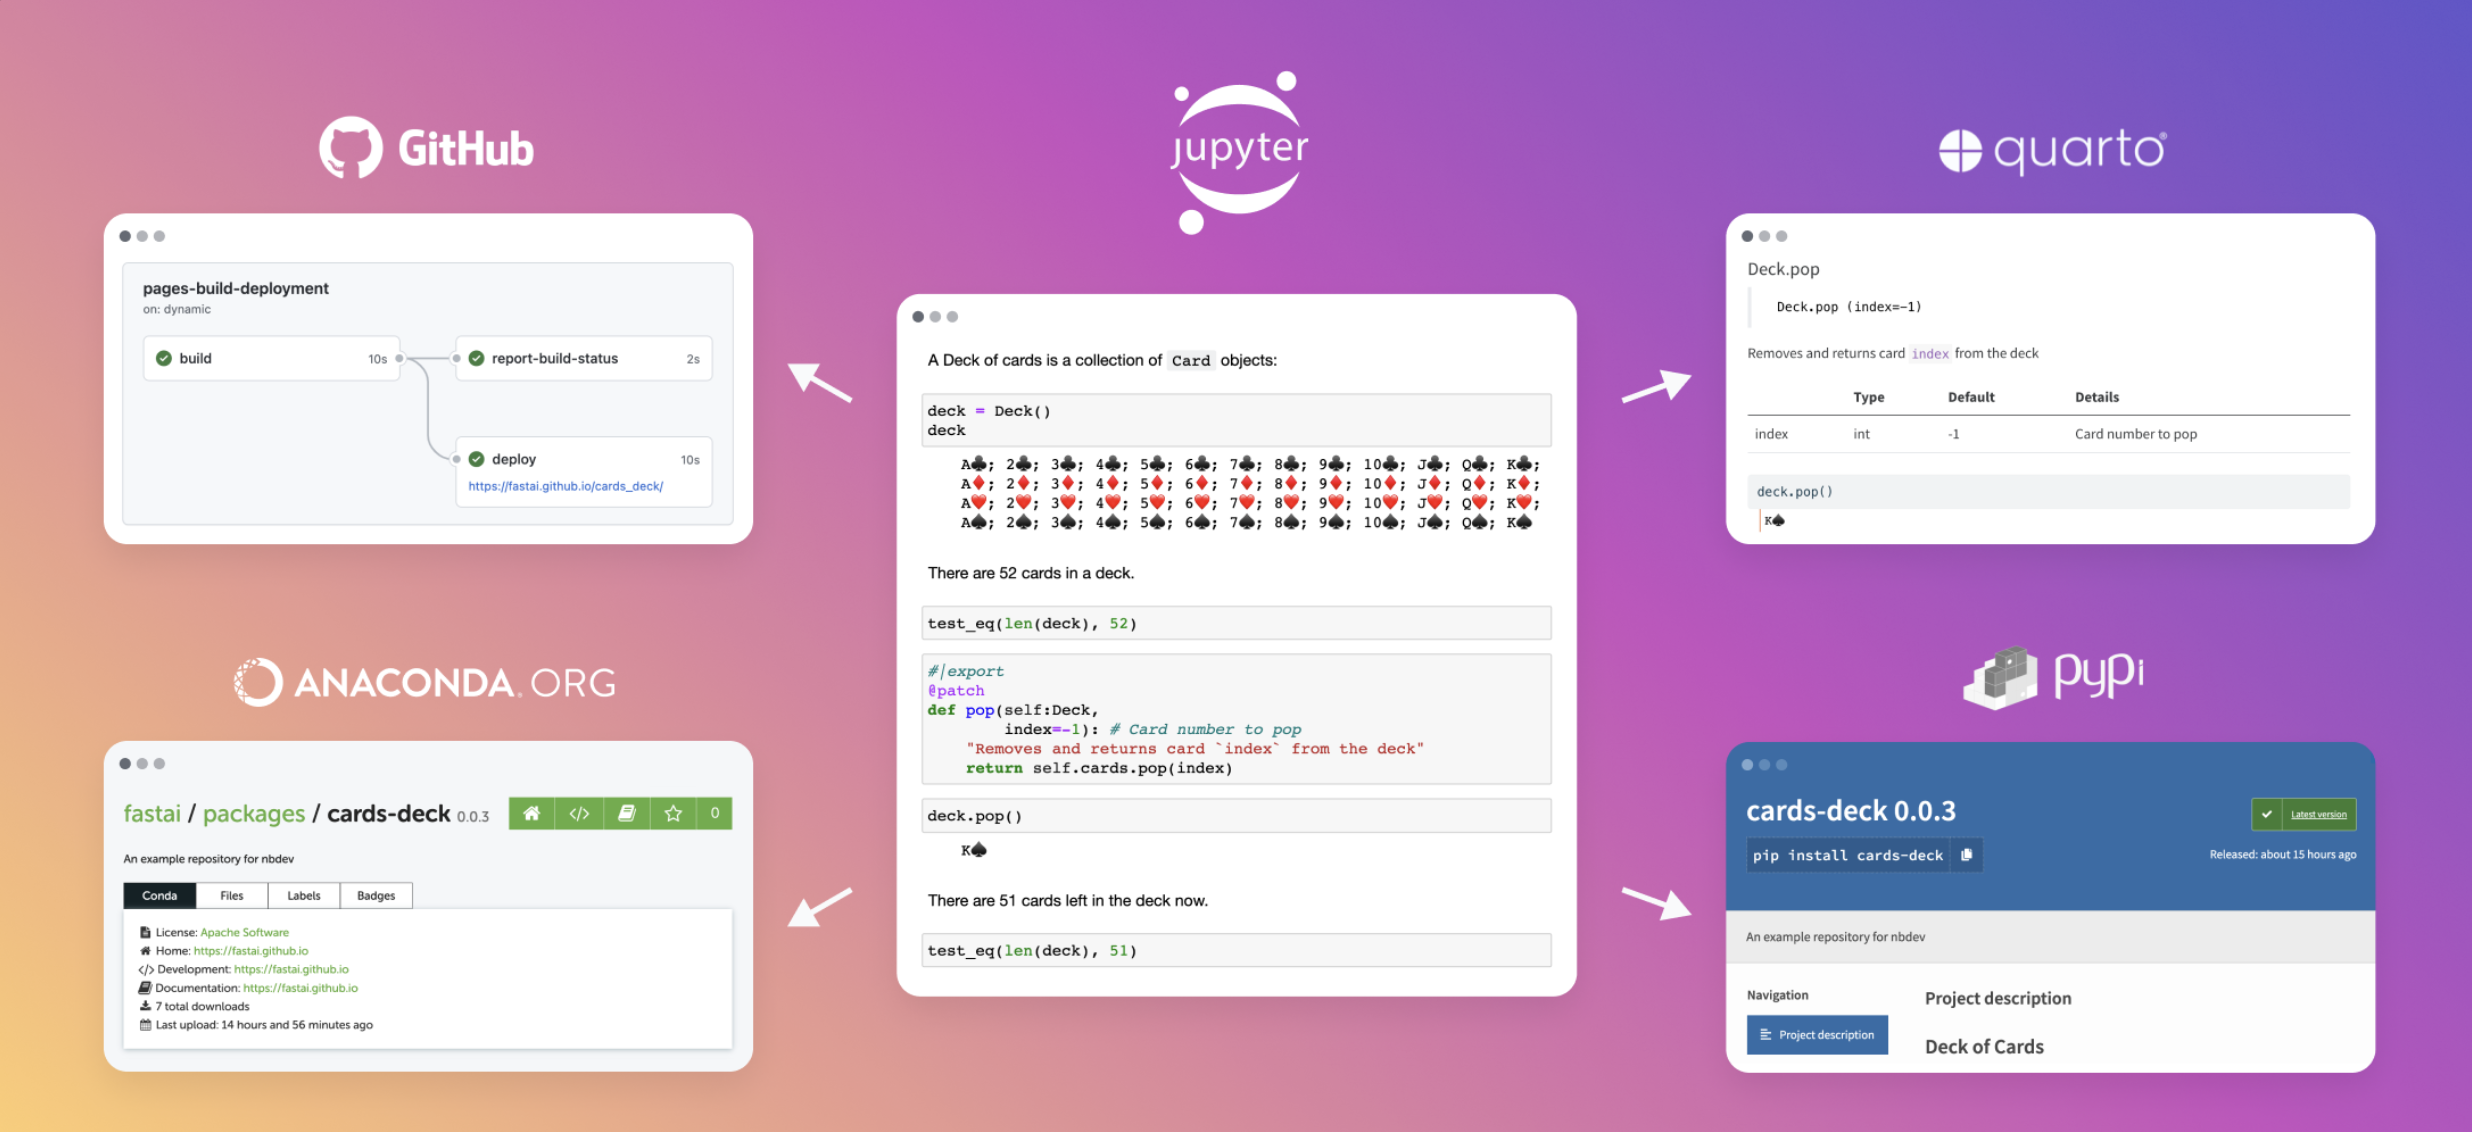 GitHub
pages-build-deployment
on: dynamic
build 10s
report-build-status 2s
deploy 10s
https://fastai.github.io/cards_deck/
ANACONDA.ORG
fastai / packages / cards-deck 0.0.3 </> 0
An example repository for nbdev
Conda Files Labels Badges
License: Apache Software
Home: https://fastai.github.io
</> Development: https://fastai.github.io
Documentation: https://fastai.github.io
7 total downloads
Last upload: 14 hours and 56 minutes ago
jupyter
A Deck of cards is a collection of Card objects:
deck = Deck()
deck
A♣; 2♣; 3♣; 4♣; 5♣; 6♣; 7♣; 8♣; 9♣; 10♣; J♣; Q♣; K♣;
A♦; 2♦; 3♦; 4♦; 5♦; 6♦; 7♦; 8♦; 9♦; 10♦; J♦; Q♦; K♦;
A♥; 2♥; 3♥; 4♥; 5♥; 6♥; 7♥; 8♥; 9♥; 10♥; J♥; Q♥; K♥;
A♠; 2♠; 3♠; 4♠; 5♠; 6♠; 7♠; 8♠; 9♠; 10♠; J♠; Q♠; K♠
There are 52 cards in a deck.
test_eq(len(deck), 52)
#|export
@patch
def pop(self:Deck,
        index=-1): # Card number to pop
    "Removes and returns card `index` from the deck"
    return self.cards.pop(index)
deck.pop()
K♠
There are 51 cards left in the deck now.
test_eq(len(deck), 51)
quarto®
Deck.pop
Deck.pop (index=-1)
Removes and returns card index from the deck
Type Default Details
index int -1 Card number to pop
deck.pop()
K♠
pypi
cards-deck 0.0.3
Latest version
pip install cards-deck
Released: about 15 hours ago
An example repository for nbdev
Navigation
Project description
Project description
Deck of Cards